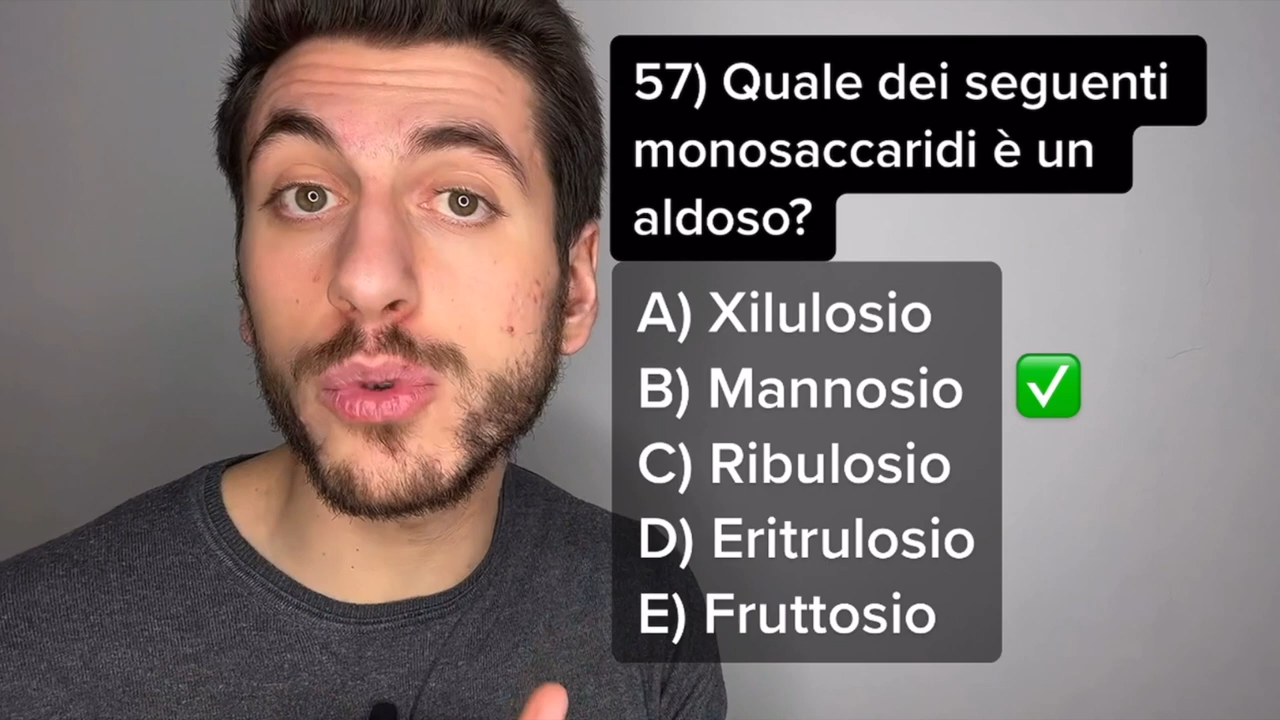 57) Quale dei seguenti
monosaccaridi è un
aldoso?
A) Xilulosio
B) Mannosio
C) Ribulosio
D) Eritrulosio
E) Fruttosio